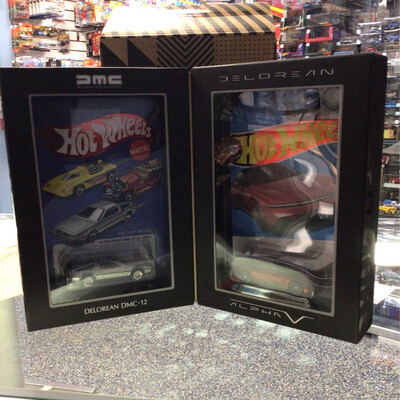 DMC
HOT WHEELS
MATTEL
DELOREAN DMC-12
DELOREAN
HOT WHEELS
ALPHA V